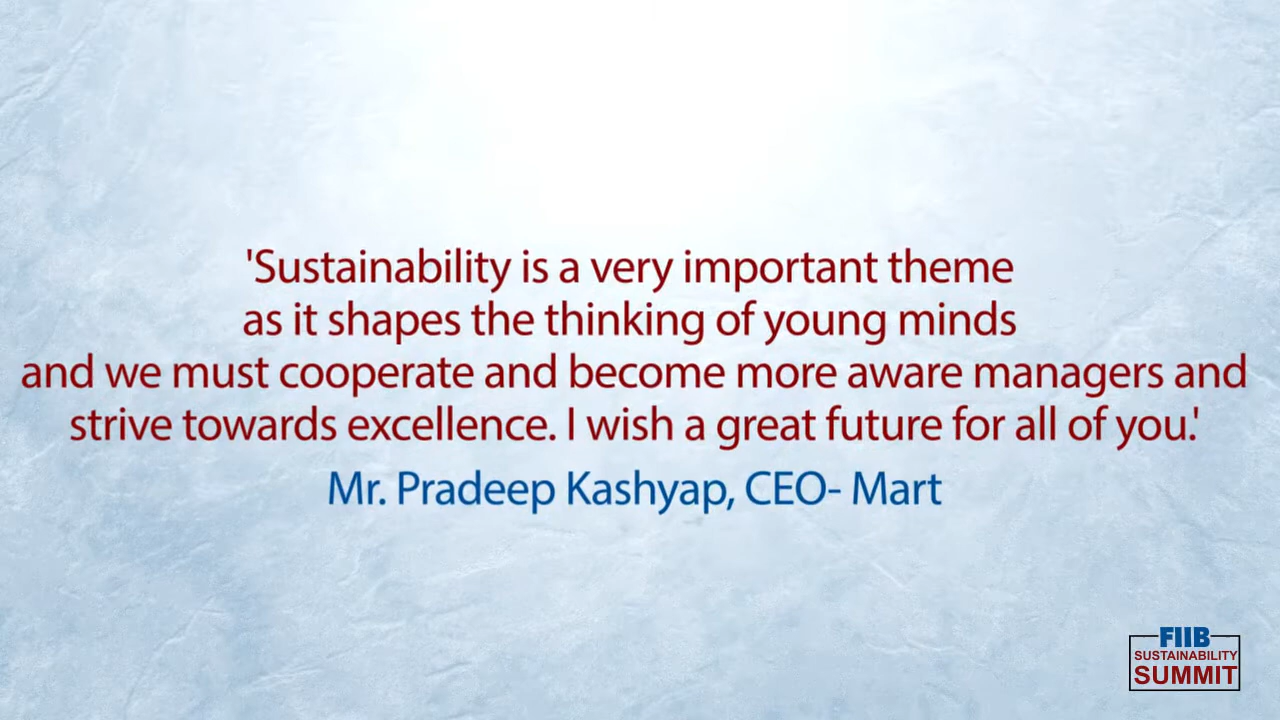 'Sustainability is a very important theme
as it shapes the thinking of young minds
and we must cooperate and become more aware managers and
strive towards excellence. I wish a great future for all of you.'
Mr. Pradeep Kashyap, CEO- Mart
FIIB
SUSTAINABILITY
SUMMIT